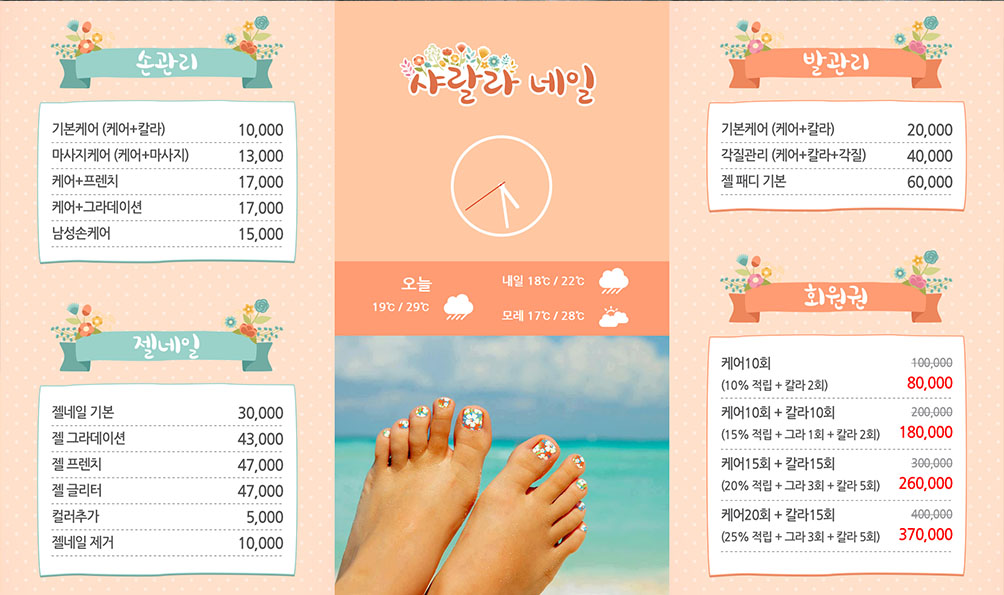 손관리
기본케어 (케어+칼라) 10,000
마사지케어 (케어+마사지) 13,000
케어+프렌치 17,000
케어+그라데이션 17,000
남성손케어 15,000
젤네일
젤네일 기본 30,000
젤 그라데이션 43,000
젤 프렌치 47,000
젤 글리터 47,000
컬러추가 5,000
젤네일 제거 10,000
샤랄라 네일
오늘
19℃ / 29℃
내일 18℃ / 22℃
모레 17℃ / 28℃
발관리
기본케어 (케어+칼라) 20,000
각질관리 (케어+칼라+각질) 40,000
젤 패디 기본 60,000
회원권
케어10회 100,000
(10% 적립 + 칼라 2회) 80,000
케어10회 + 칼라10회 200,000
(15% 적립 + 그라 1회 + 칼라 2회) 180,000
케어15회 + 칼라15회 300,000
(20% 적립 + 그라 3회 + 칼라 5회) 260,000
케어20회 + 칼라15회 400,000
(25% 적립 + 그라 3회 + 칼라 5회) 370,000